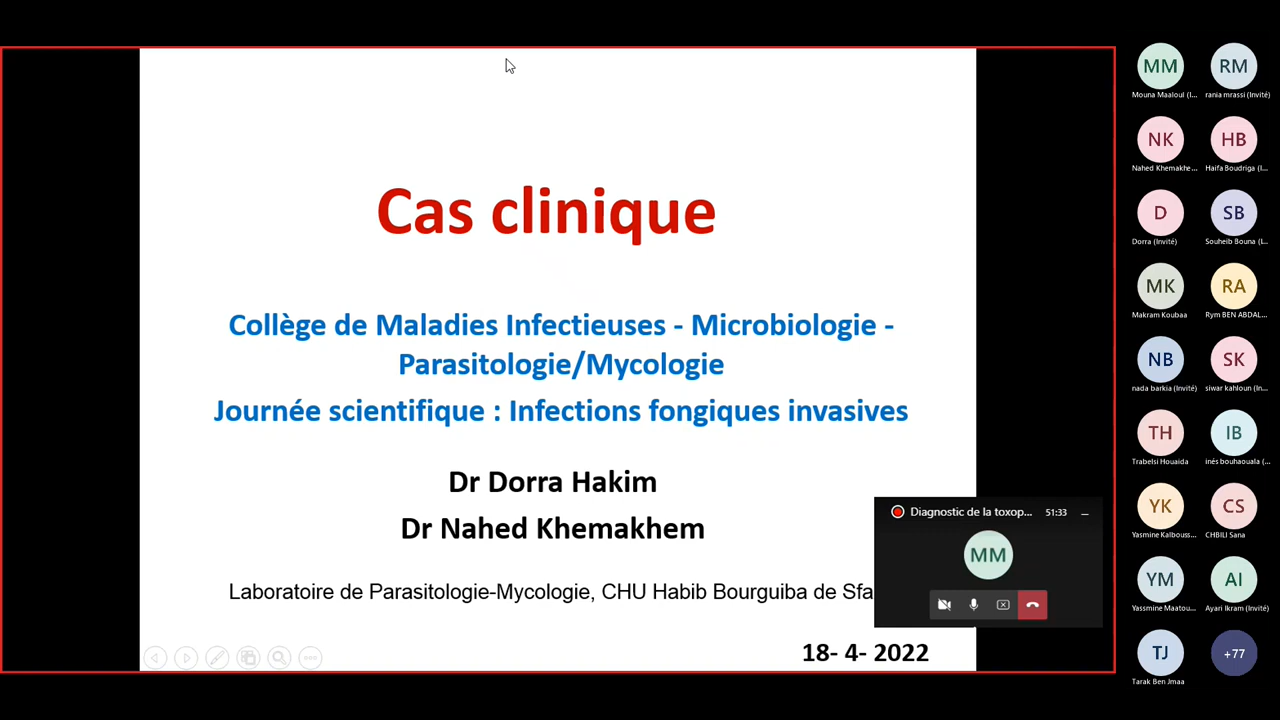 Cas clinique
Collège de Maladies Infectieuses - Microbiologie -
Parasitologie/Mycologie
Journée scientifique : Infections fongiques invasives
Dr Dorra Hakim
Dr Nahed Khemakhem
Laboratoire de Parasitologie-Mycologie, CHU Habib Bourguiba de Sfa
18- 4- 2022
Diagnostic de la toxop... 51:33
MM
MM RM
Mouna Maaloul (I... rania mrassi (Invité)
NK HB
Nahed Khemakhe... Haifa Boudriga (I...
D SB
Dorra (Invité) Souheib Bouna (I...
MK RA
Makram Koubaa Rym BEN ABDAL...
NB SK
nada barkia (Invité) siwar kahloun (In...
TH IB
Trabelsi Houaida inés bouhaouala (...
YK CS
Yasmine Kalbouss... CHBILI Sana
YM AI
Yassmine Maatou... Ayari Ikram (Invité)
TJ +77
Tarak Ben Jmaa